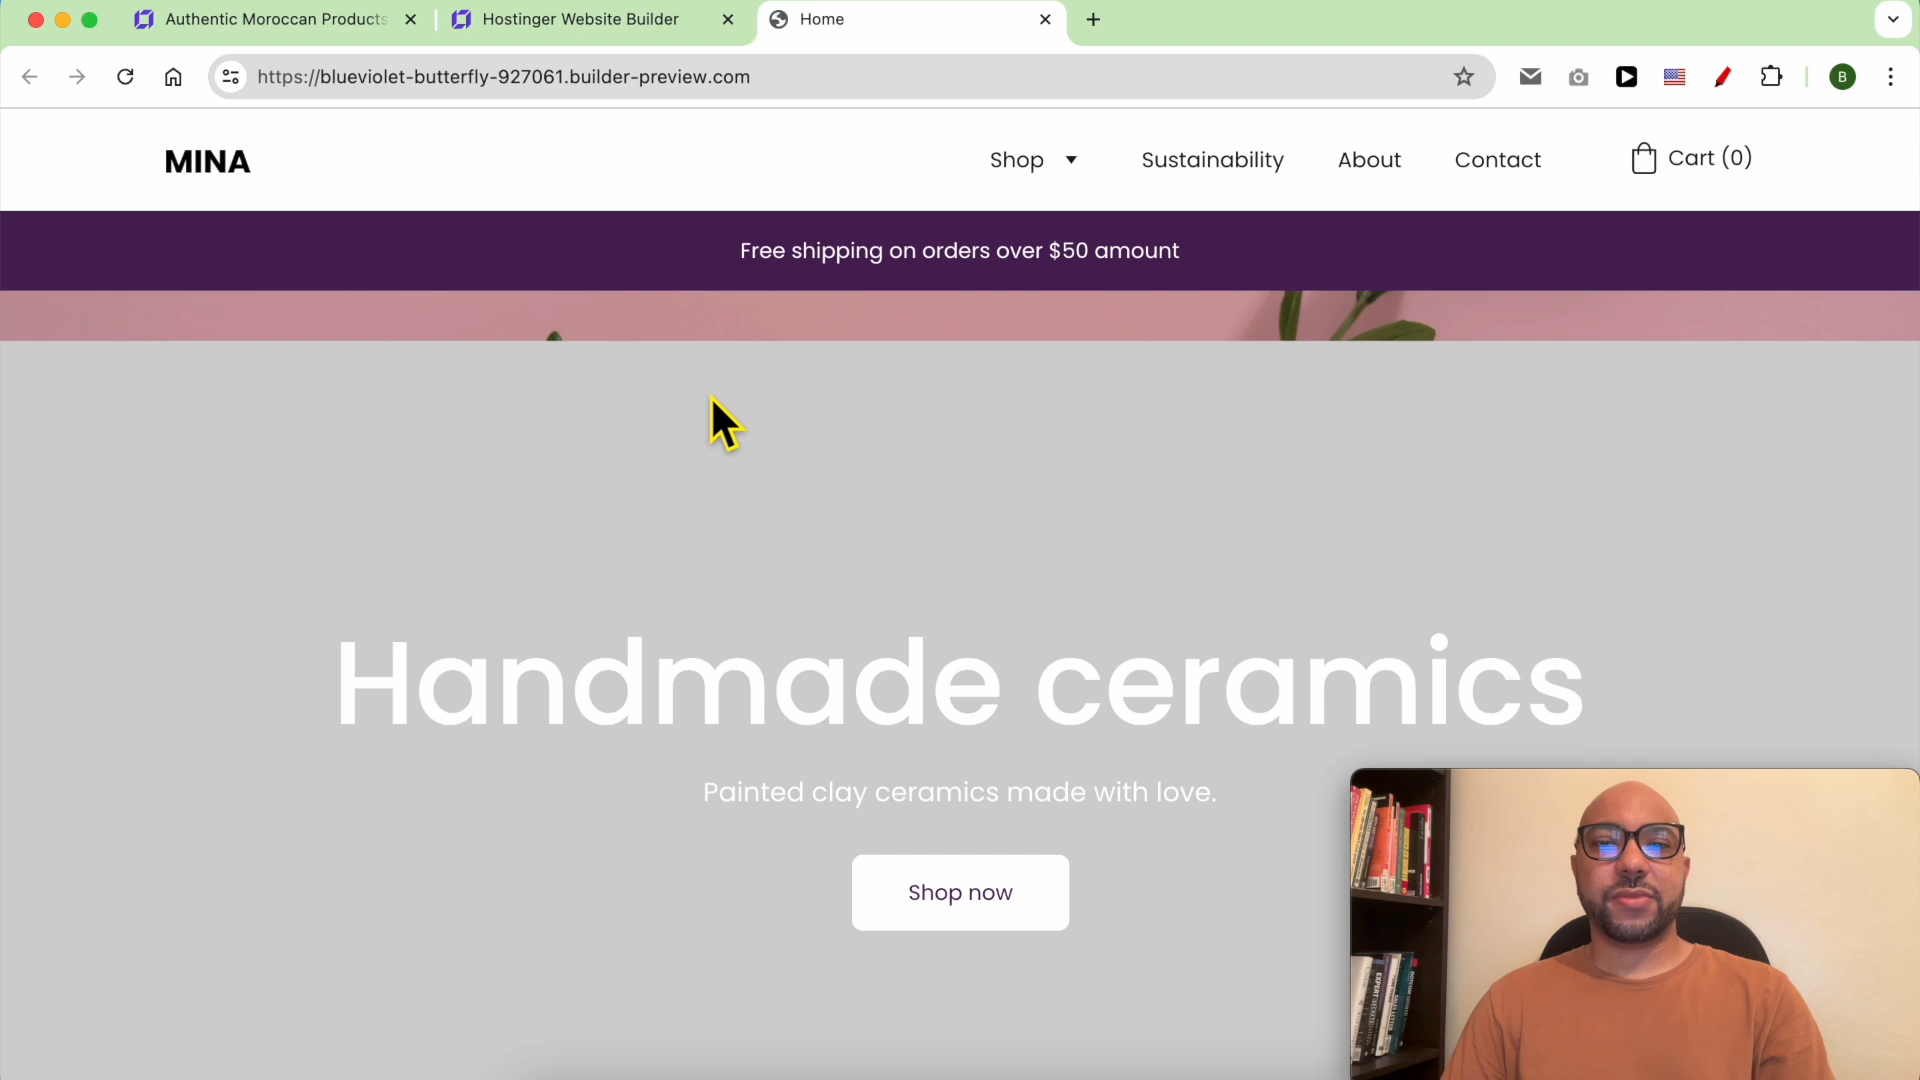 Authentic Moroccan Products
Hostinger Website Builder
Home
https://blueviolet-butterfly-927061.builder-preview.com
B
MINA
Shop
Sustainability
About
Contact
Cart (0)
Free shipping on orders over $50 amount
Handmade ceramics
Painted clay ceramics made with love.
Shop now
EXPERT